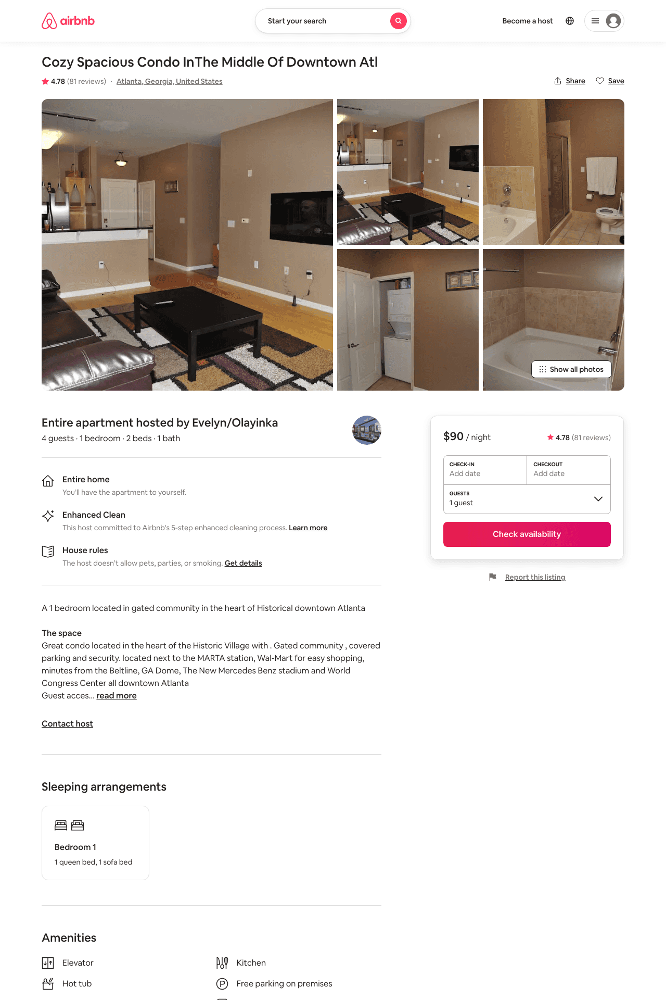 airbnb
Start your search
Become a host
Cozy Spacious Condo InThe Middle Of Downtown Atl
4.78 (81 reviews) · Atlanta, Georgia, United States
Share
Save
Show all photos
Entire apartment hosted by Evelyn/Olayinka
4 guests · 1 bedroom · 2 beds · 1 bath
Entire home
You’ll have the apartment to yourself.
Enhanced Clean
This host committed to Airbnb's 5-step enhanced cleaning process. Learn more
House rules
The host doesn’t allow pets, parties, or smoking. Get details
$90 / night
4.78 (81 reviews)
CHECK-IN
Add date
CHECKOUT
Add date
GUESTS
1 guest
Check availability
Report this listing
A 1 bedroom located in gated community in the heart of Historical downtown Atlanta
The space
Great condo located in the heart of the Historic Village with . Gated community , covered
parking and security. located next to the MARTA station, Wal-Mart for easy shopping,
minutes from the Beltline, GA Dome, The New Mercedes Benz stadium and World
Congress Center all downtown Atlanta
Guest acces... read more
Contact host
Sleeping arrangements
Bedroom 1
1 queen bed, 1 sofa bed
Amenities
Elevator
Kitchen
Hot tub
Free parking on premises